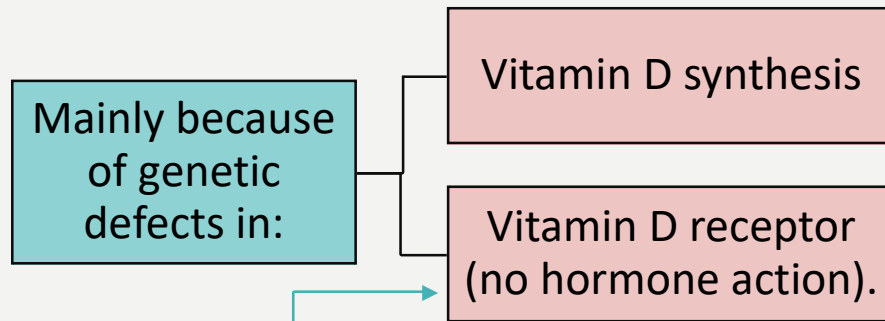 Mainly because
of genetic
defects in:
Vitamin D synthesis
Vitamin D receptor
(no hormone action).